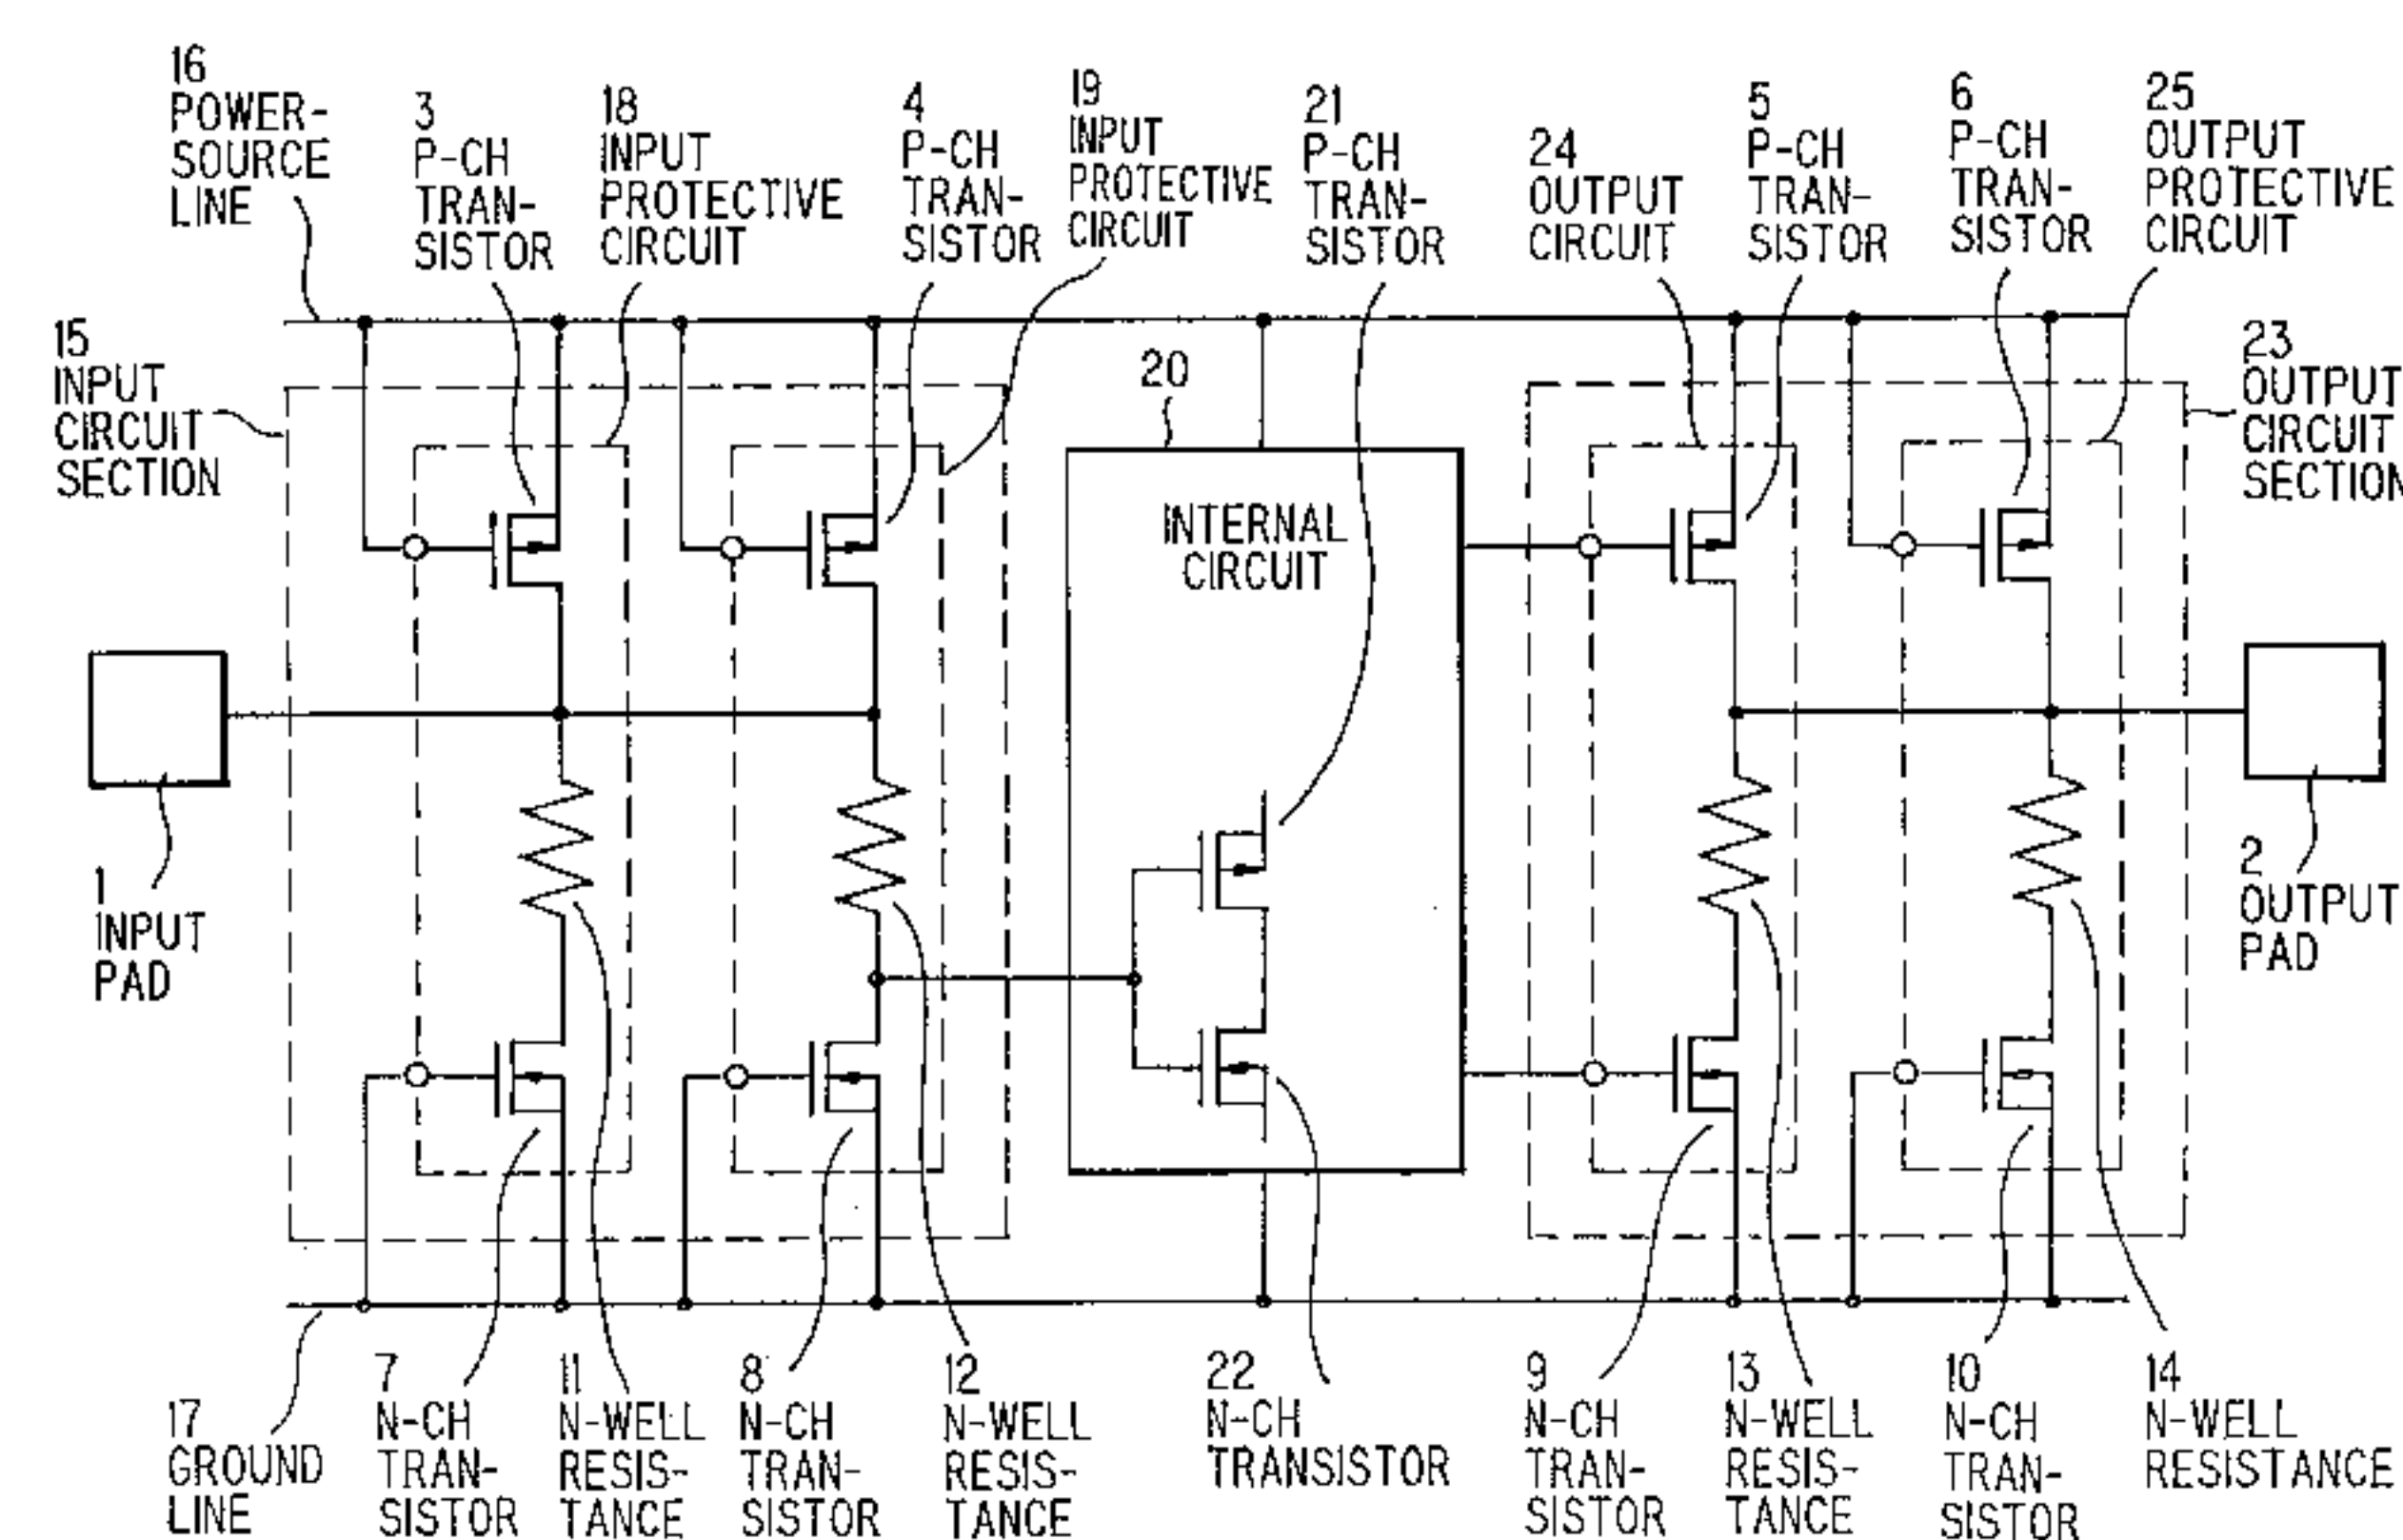 16
POWER-
SOURCE
LINE
3
P-CH
TRAN-
SISTOR
18
INPUT
PROTECTIVE
CIRCUIT
4
P-CH
TRAN-
SISTOR
19
INPUT
PROTECTIVE
CIRCUIT
21
P-CH
TRAN-
SISTOR
24
OUTPUT
CIRCUIT
5
P-CH
TRAN-
SISTOR
6
P-CH
TRAN-
SISTOR
25
OUTPUT
PROTECTIVE
CIRCUIT
15
INPUT
CIRCUIT
SECTION
20
INTERNAL
CIRCUIT
23
OUTPUT
CIRCUIT
SECTION
1
INPUT
PAD
2
OUTPUT
PAD
17
GROUND
LINE
7
N-CH
TRAN-
SISTOR
11
N-WELL
RESIS-
TANCE
8
N-CH
TRAN-
SISTOR
12
N-WELL
RESIS-
TANCE
22
N-CH
TRANSISTOR
9
N-CH
TRAN-
SISTOR
13
N-WELL
RESIS-
TANCE
10
N-CH
TRAN-
SISTOR
14
N-WELL
RESISTANCE